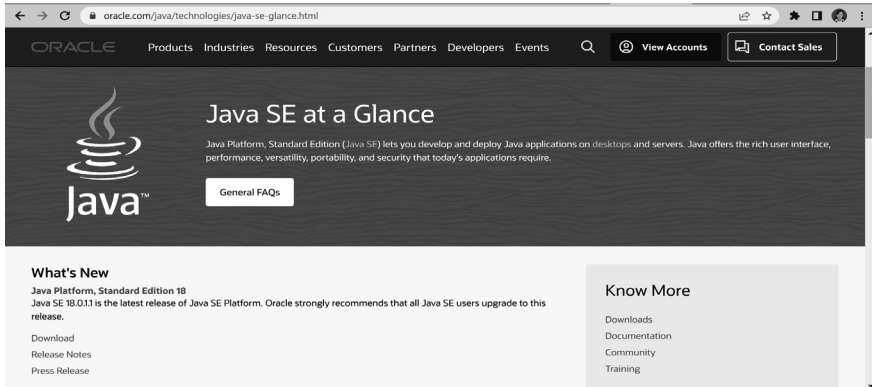 oracle.com/java/technologies/java-se-glance.html
ORACLE Products Industries Resources Customers Partners Developers Events View Accounts Contact Sales
Java SE at a Glance
Java Platform, Standard Edition (Java SE) lets you develop and deploy Java applications on desktops and servers. Java offers the rich user interface,
performance, versatility, portability, and security that today's applications require.
General FAQs
Java™
What's New
Java Platform, Standard Edition 18
Java SE 18.0.1.1 is the latest release of Java SE Platform. Oracle strongly recommends that all Java SE users upgrade to this
release.
Download
Release Notes
Press Release
Know More
Downloads
Documentation
Community
Training